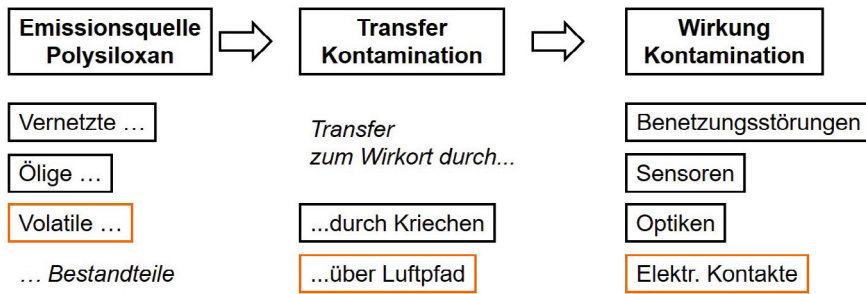 Emissionsquelle
Polysiloxan
Transfer
Kontamination
Wirkung
Kontamination
Vernetzte …
Ölige …
Volatile …
… Bestandteile
Transfer
zum Wirkort durch...
...durch Kriechen
...über Luftpfad
Benetzungsstörungen
Sensoren
Optiken
Elektr. Kontakte